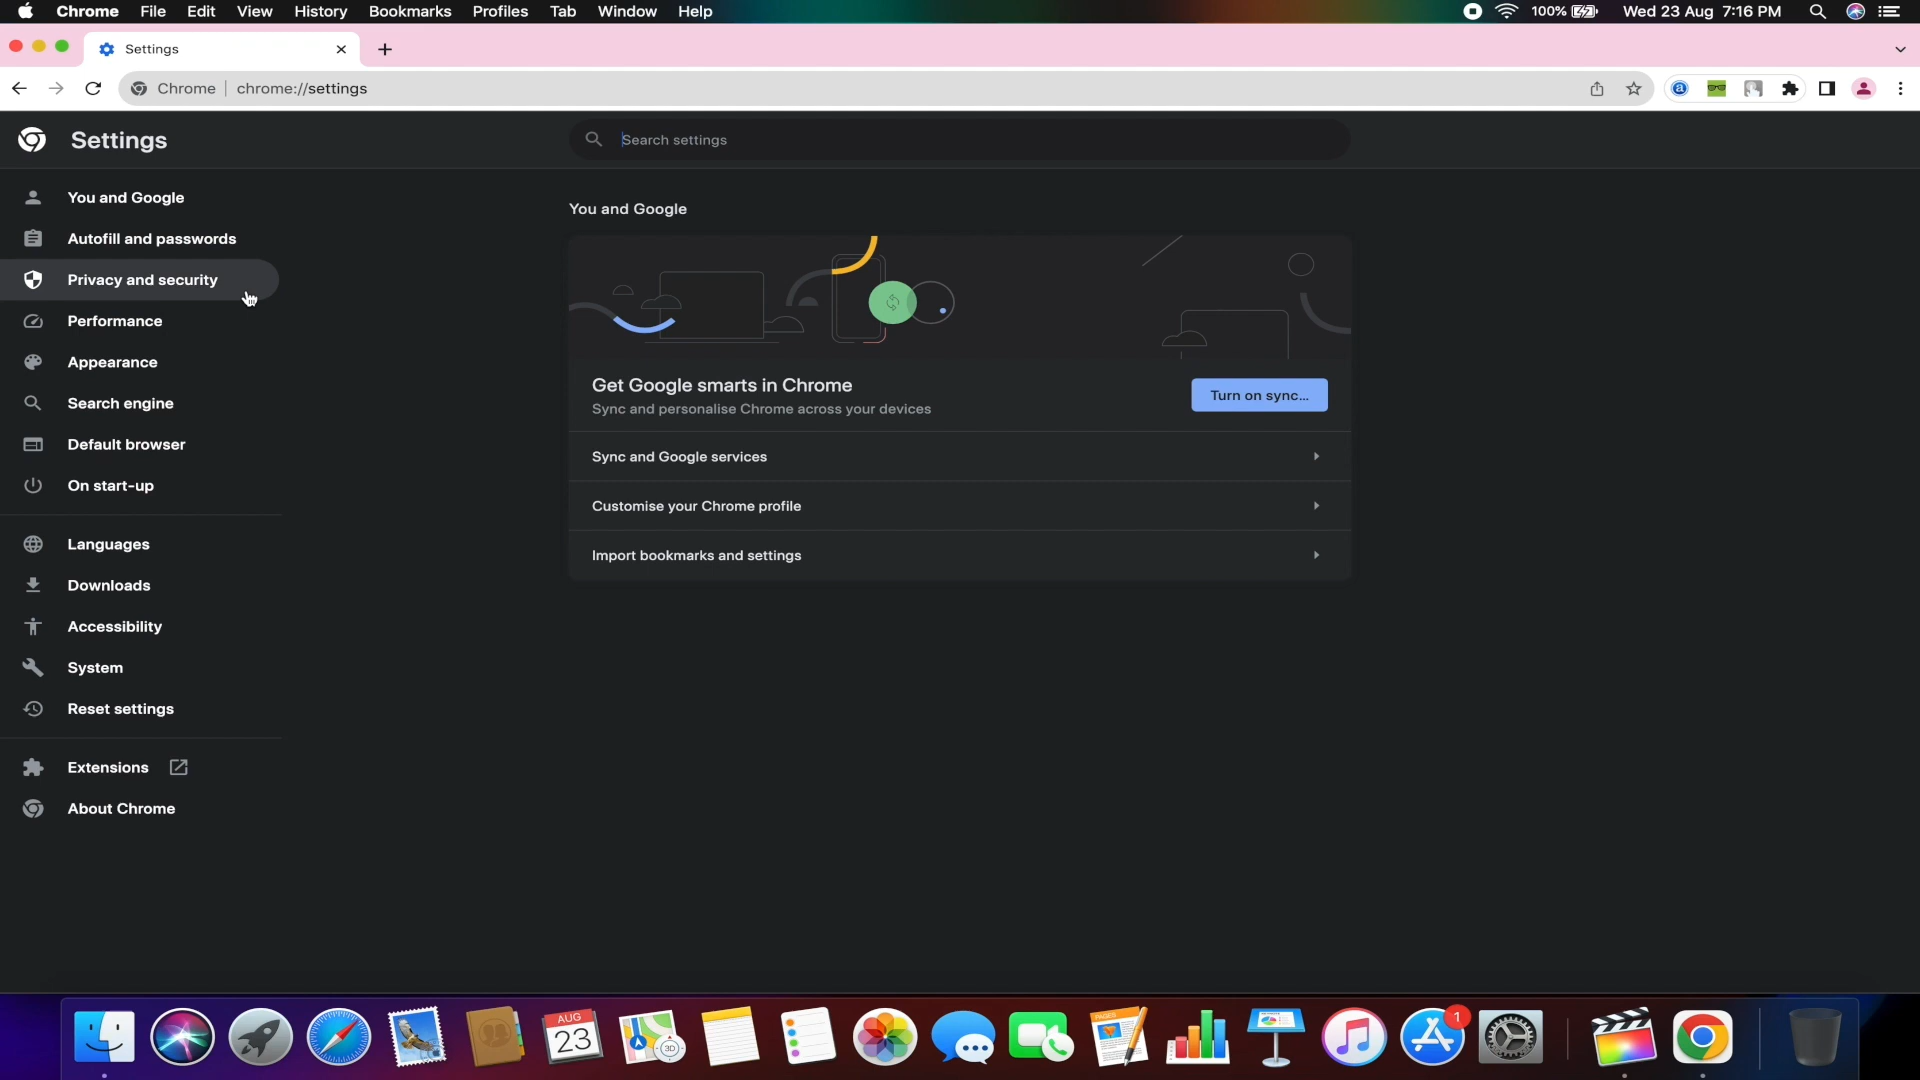 Chrome File Edit View History Bookmarks Profiles Tab Window Help 100% Wed 23 Aug 7:16 PM
Settings
Chrome chrome://settings
Settings
Search settings
You and Google
Autofill and passwords
Privacy and security
Performance
Appearance
Search engine
Default browser
On start-up
Languages
Downloads
Accessibility
System
Reset settings
Extensions
About Chrome
You and Google
Get Google smarts in Chrome
Sync and personalise Chrome across your devices
Turn on sync...
Sync and Google services
Customise your Chrome profile
Import bookmarks and settings
AUG
23
3D
PAGES
1